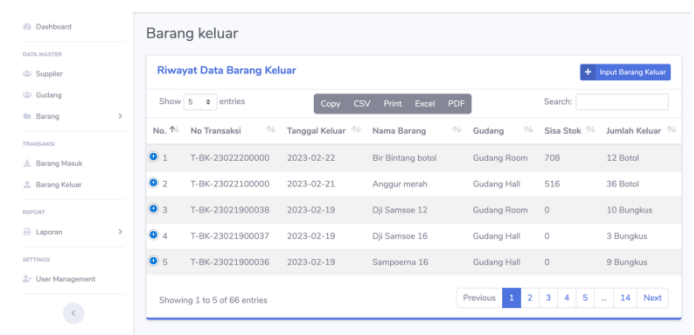 Dashboard
DATA MASTER
Supplier
Gudang
Barang
TRANSAKSI
Barang Masuk
Barang Keluar
REPORT
Laporan
SETTINGS
User Management
Barang keluar
Riwayat Data Barang Keluar
+ Input Barang Keluar
Show 5 entries
Copy CSV Print Excel PDF
Search:
No. No Transaksi Tanggal Keluar Nama Barang Gudang Sisa Stok Jumlah Keluar
1 T-BK-23022200000 2023-02-22 Bir Bintang botol Gudang Room 708 12 Botol
2 T-BK-23022100000 2023-02-21 Anggur merah Gudang Hall 516 36 Botol
3 T-BK-23021900038 2023-02-19 Dji Samsoe 12 Gudang Room 0 10 Bungkus
4 T-BK-23021900037 2023-02-19 Dji Samsoe 16 Gudang Hall 0 3 Bungkus
5 T-BK-23021900036 2023-02-19 Sampoerna 16 Gudang Hall 0 9 Bungkus
Showing 1 to 5 of 66 entries
Previous 1 2 3 4 5 ... 14 Next